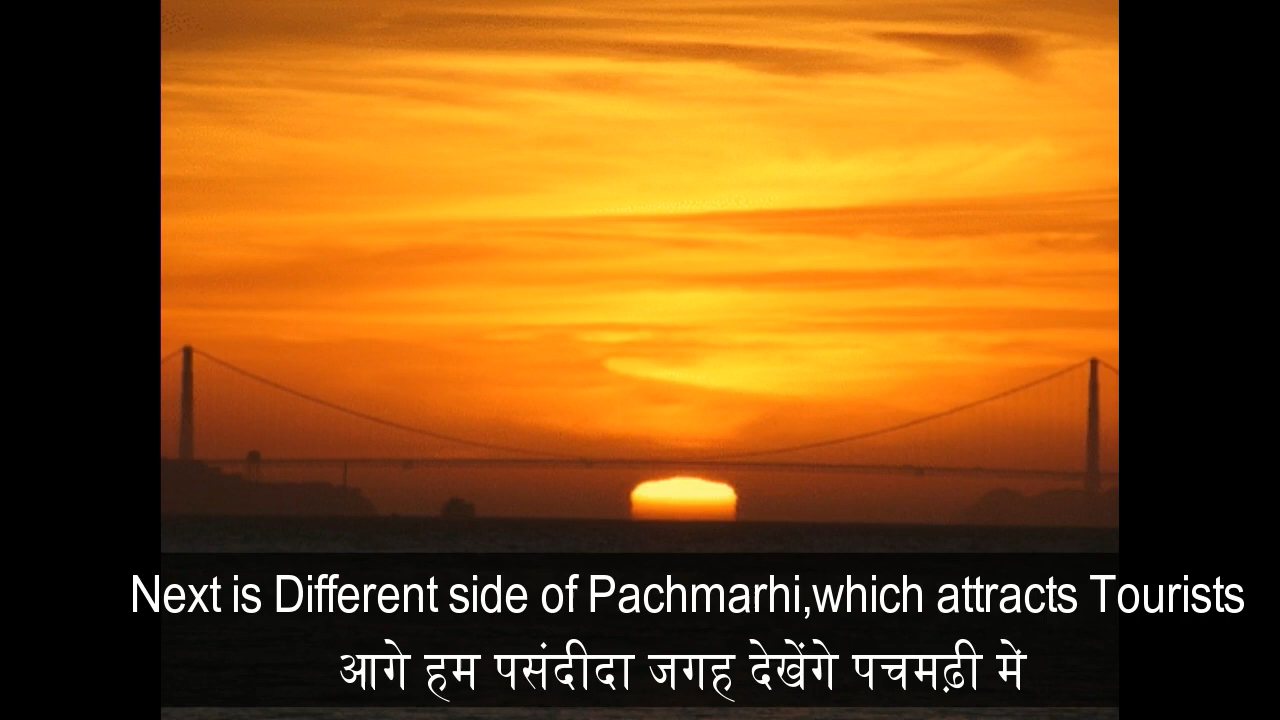 Next is Different side of Pachmarhi,which attracts Tourists
आगे हम पसंदीदा जगह देखेंगे पचमढ़ी में